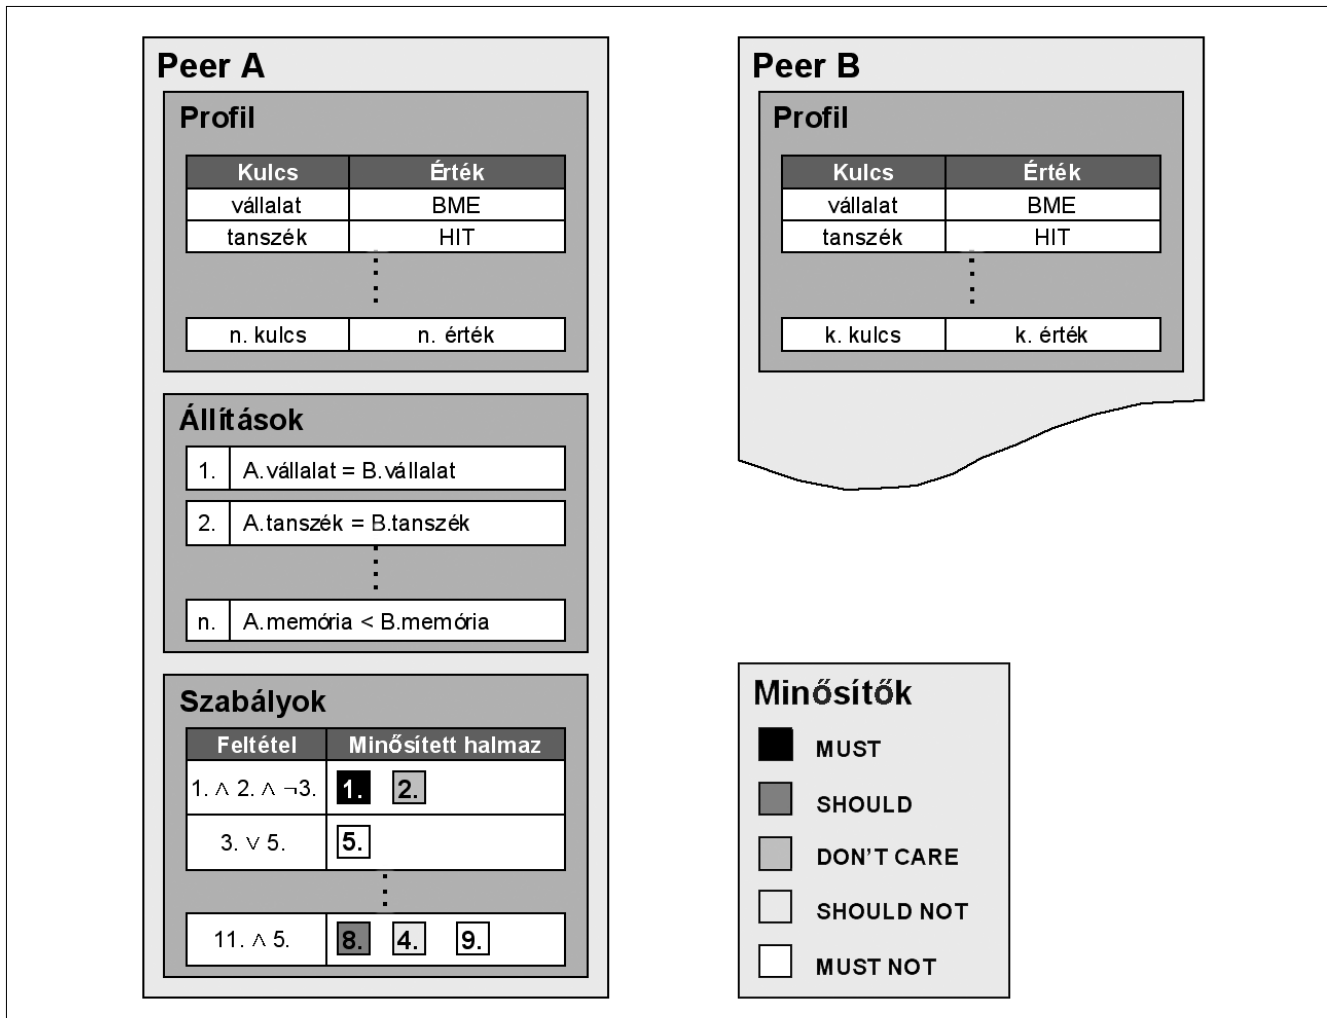 Peer A
Profil
Kulcs Érték
vállalat BME
tanszék HIT
n. kulcs n. érték
Állítások
1. A.vállalat = B.vállalat
2. A.tanszék = B.tanszék
n. A.memória < B.memória
Szabályok
Feltétel Minősített halmaz
1. ∧ 2. ∧ ¬3. 1. 2.
3. ∨ 5. 5.
11. ∧ 5. 8. 4. 9.
Peer B
Profil
Kulcs Érték
vállalat BME
tanszék HIT
k. kulcs k. érték
Minősítők
MUST
SHOULD
DON'T CARE
SHOULD NOT
MUST NOT